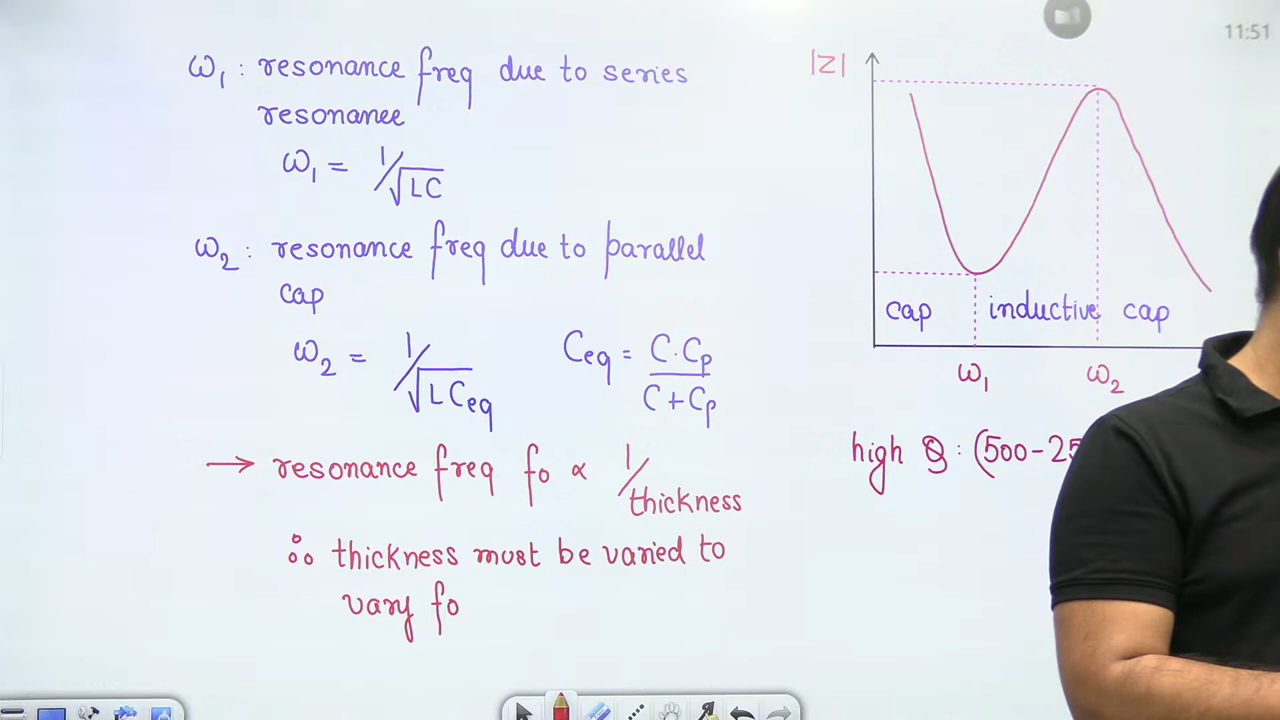 ω₁ : resonance freq due to series
resonance
ω₁ = 1/√LC
ω₂ : resonance freq due to parallel
cap
ω₂ = 1/√LCeq Ceq = C·Cp / C + Cp
→ resonance freq fo ∝ 1/thickness
∴ thickness must be varied to
vary fo
11:51
|Z|
cap inductive cap
ω₁ ω₂
high Q : (500 - 25